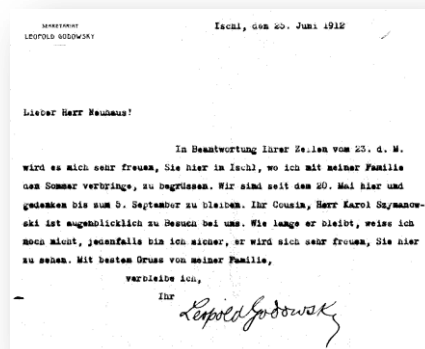 SEKRETARIAT
LEOPOLD GODOWSKY
Ischl, den 25. Juni 1912
Lieber Herr Neuhaus!
In Beantwortung Ihrer Zeilen vom 23. d. M.
wird es mich sehr freuen, Sie hier in Ischl, wo ich mit meiner Familie
den Sommer verbringe, zu begrüssen. Wir sind seit dem 20. Mai hier und
gedenken bis zum 5. September zu bleiben. Ihr Cousin, Herr Karol Szymanow-
ski ist augenblicklich zu Besuch bei uns. Wie lange er bleibt, weiss ich
noch nicht, jedenfalls bin ich sicher, er wird sich sehr freuen, Sie hier
zu sehen. Mit bestem Gruss von meiner Familie,
verbleibe ich,
Ihr
Leopold Godowsky